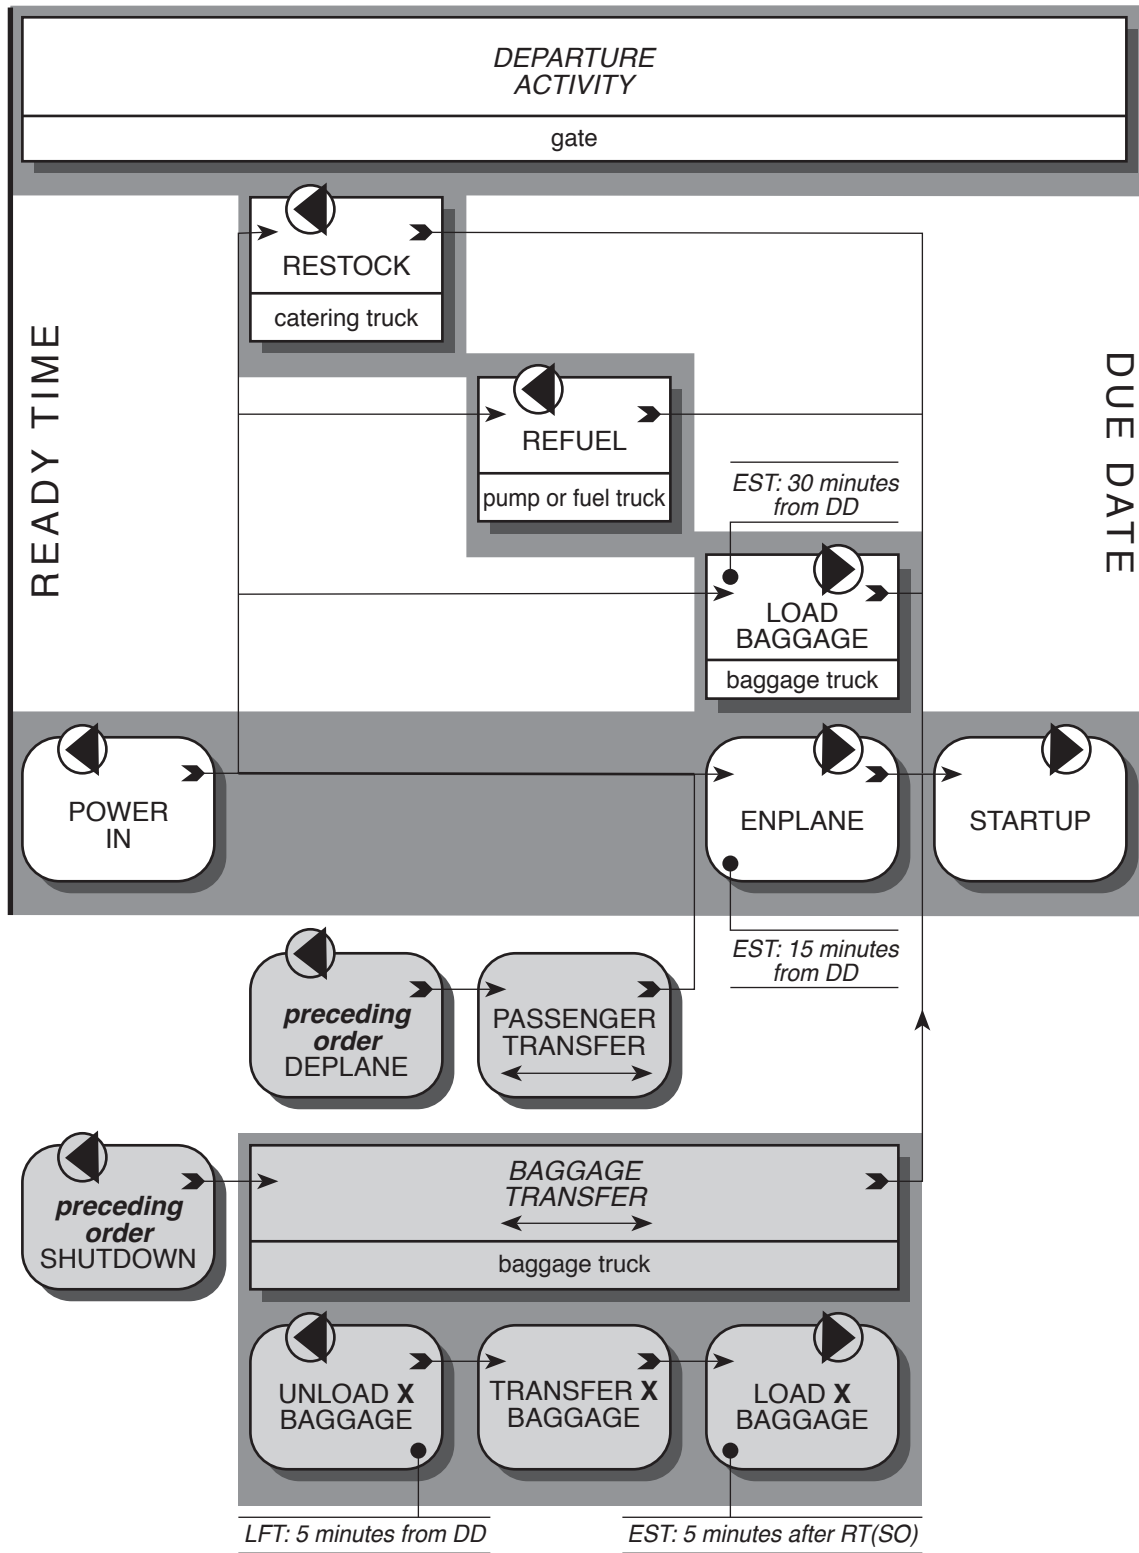 DEPARTURE
ACTIVITY
gate
RESTOCK
catering truck
READY TIME
DUE DATE
REFUEL
pump or fuel truck
EST: 30 minutes
from DD
LOAD
BAGGAGE
baggage truck
POWER
IN
ENPLANE
STARTUP
EST: 15 minutes
from DD
preceding
order
DEPLANE
PASSENGER
TRANSFER
preceding
order
SHUTDOWN
BAGGAGE
TRANSFER
baggage truck
UNLOAD X
BAGGAGE
TRANSFER X
BAGGAGE
LOAD X
BAGGAGE
LFT: 5 minutes from DD
EST: 5 minutes after RT(SO)